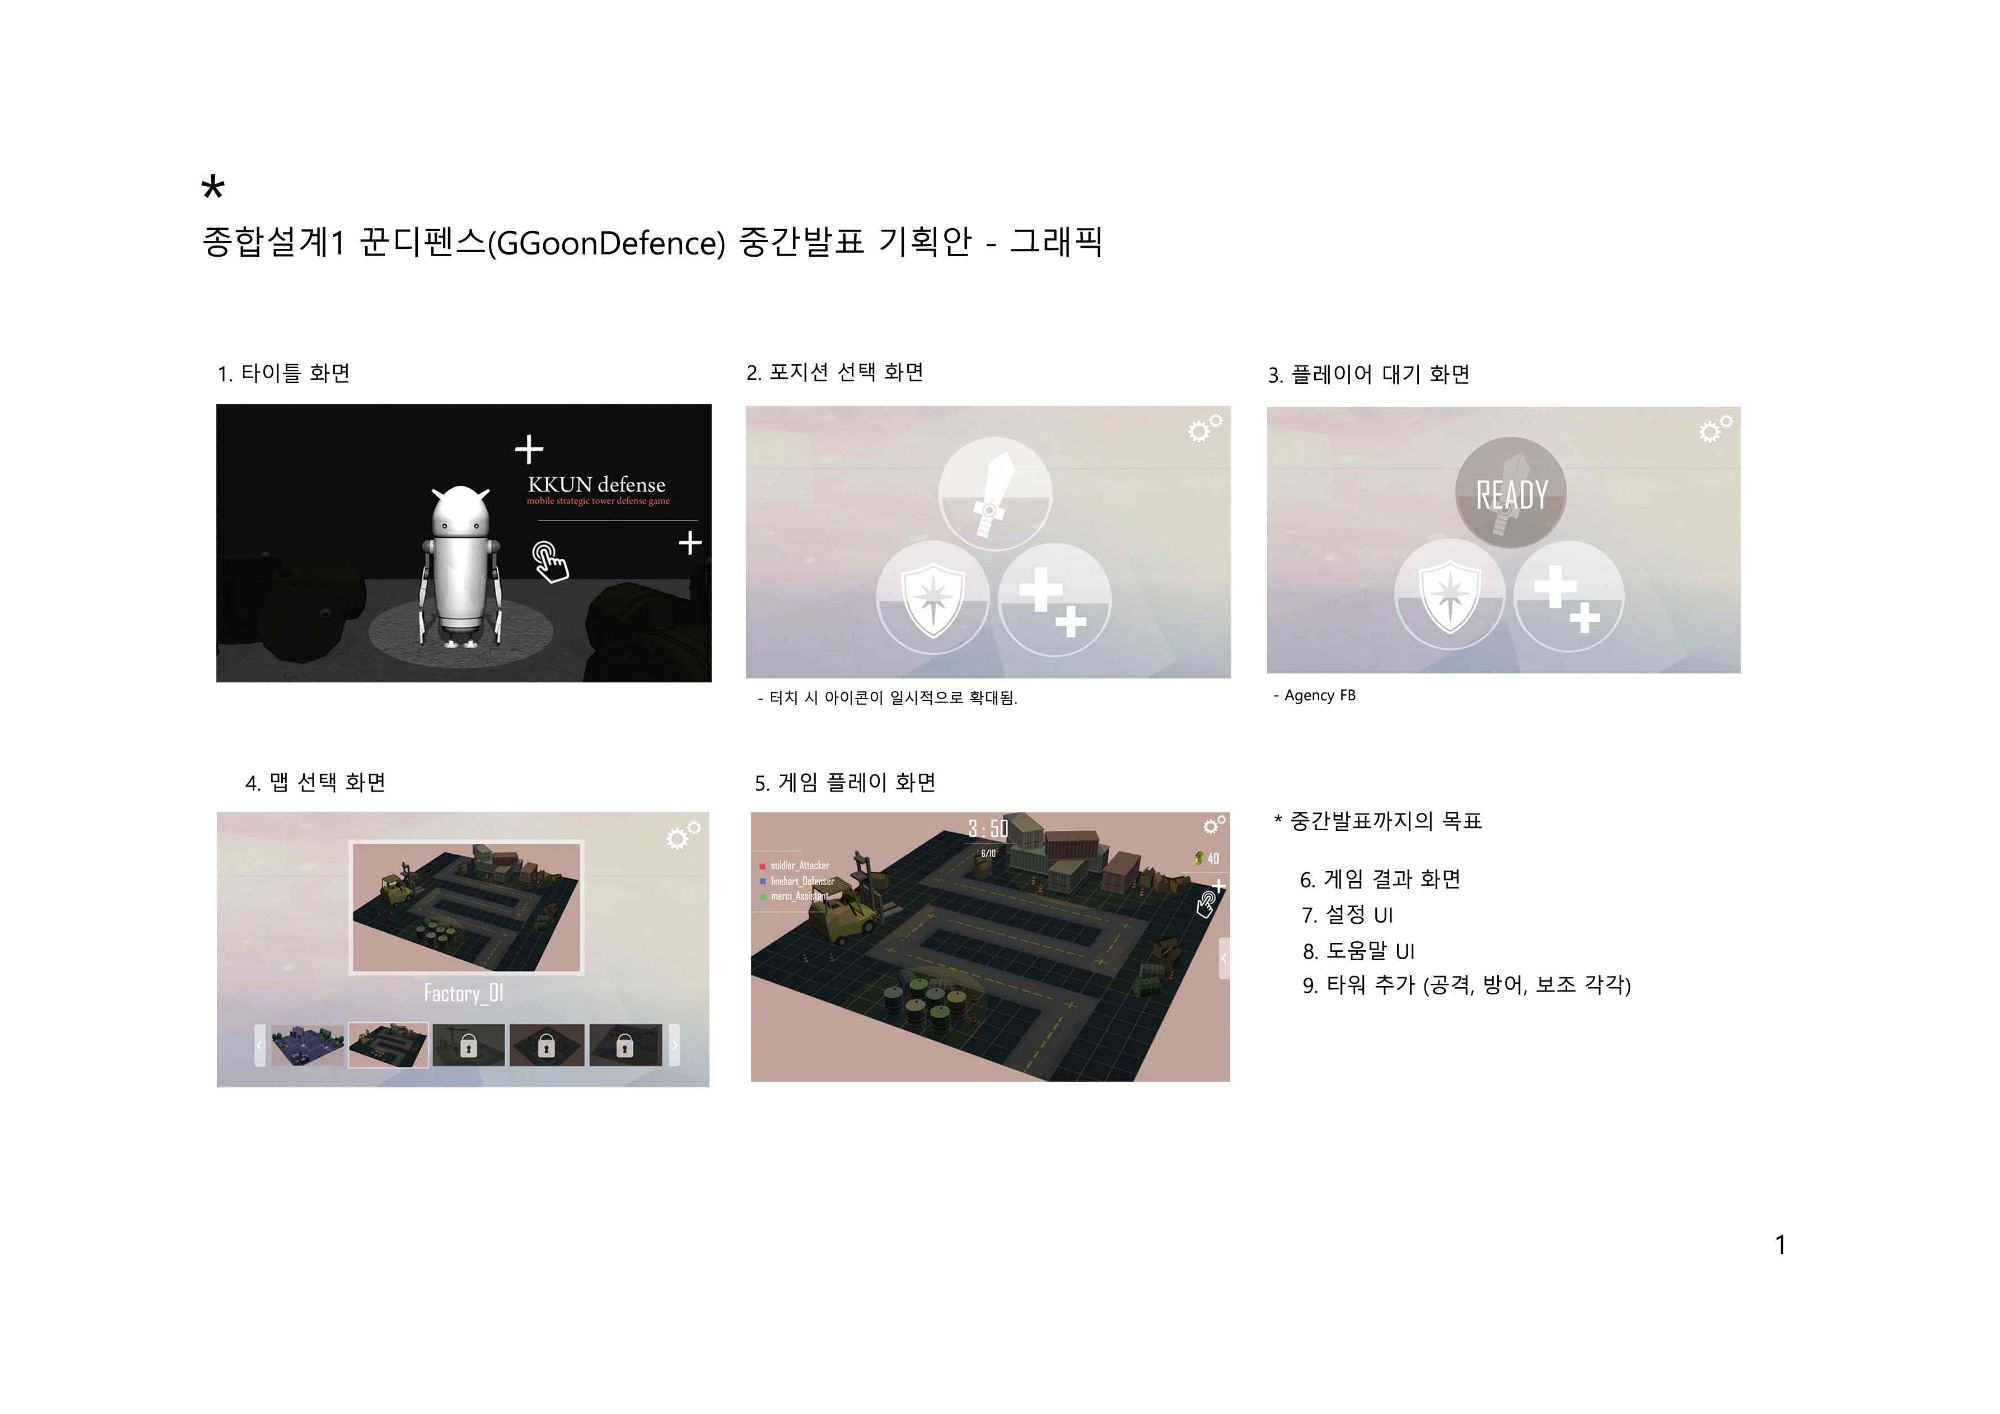 *
종합설계1 꾼디펜스(GGoonDefence) 중간발표 기획안 - 그래픽
1. 타이틀 화면
KKUN defense
mobile strategic tower defense game
2. 포지션 선택 화면
- 터치 시 아이콘이 일시적으로 확대됨.
3. 플레이어 대기 화면
READY
- Agency FB
4. 맵 선택 화면
Factory_01
5. 게임 플레이 화면
3 : 50
6/10
40
soldier_Attacker
linehart_Defenser
merci_Assistant
* 중간발표까지의 목표
6. 게임 결과 화면
7. 설정 UI
8. 도움말 UI
9. 타워 추가 (공격, 방어, 보조 각각)
1